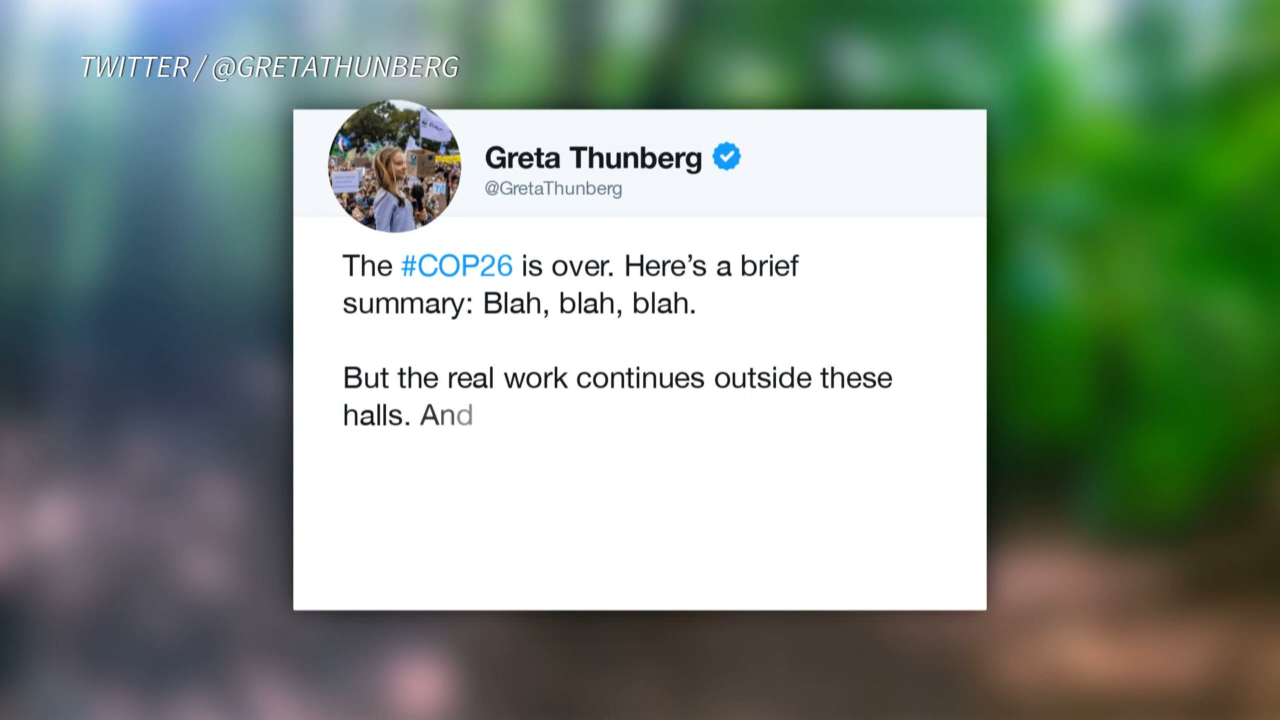 TWITTER / @GRETATHUNBERG
Greta Thunberg
@GretaThunberg
The #COP26 is over. Here’s a brief
summary: Blah, blah, blah.
But the real work continues outside these
halls. And